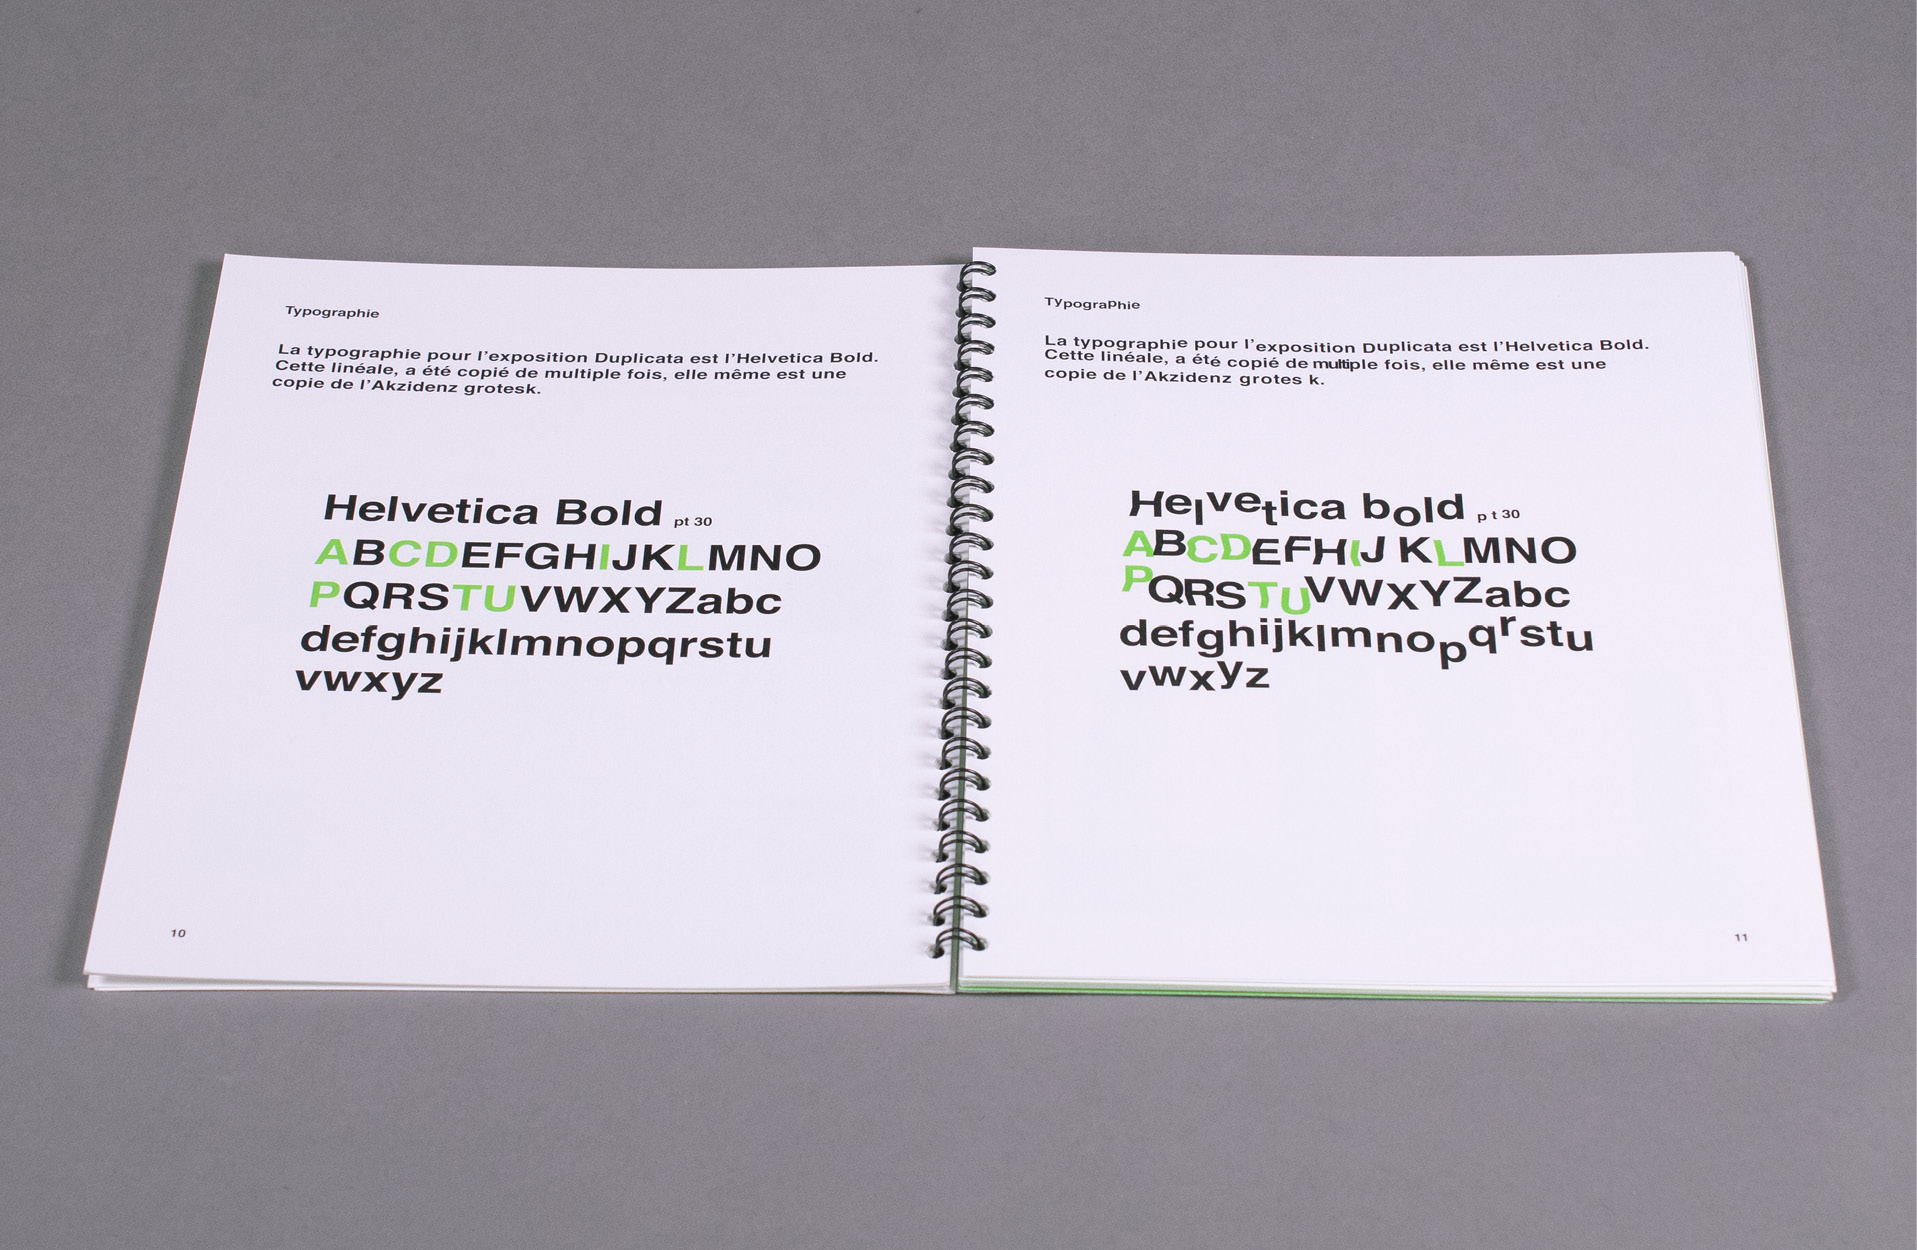 Typographie
La typographie pour l'exposition Duplicata est l'Helvetica Bold.
Cette linéale, a été copié de multiple fois, elle même est une
copie de l'Akzidenz grotesk.
Helvetica Bold pt 30
ABCDEFGHIJKLMNO
PQRSTUVWXYZabc
defghijklmnopqrstu
vwxyz
10
TypograPhie
La typographie pour l'exposition Duplicata est l'Helvetica Bold.
Cette linéale, a été copié de multiple fois, elle même est une
copie de l'Akzidenz grotes k.
Helvetica bold p t 30
ABCDEFHIJ KLMNO
PQRSTUVWXYZabc
defghijklmnopqrstu
vwxyz
11